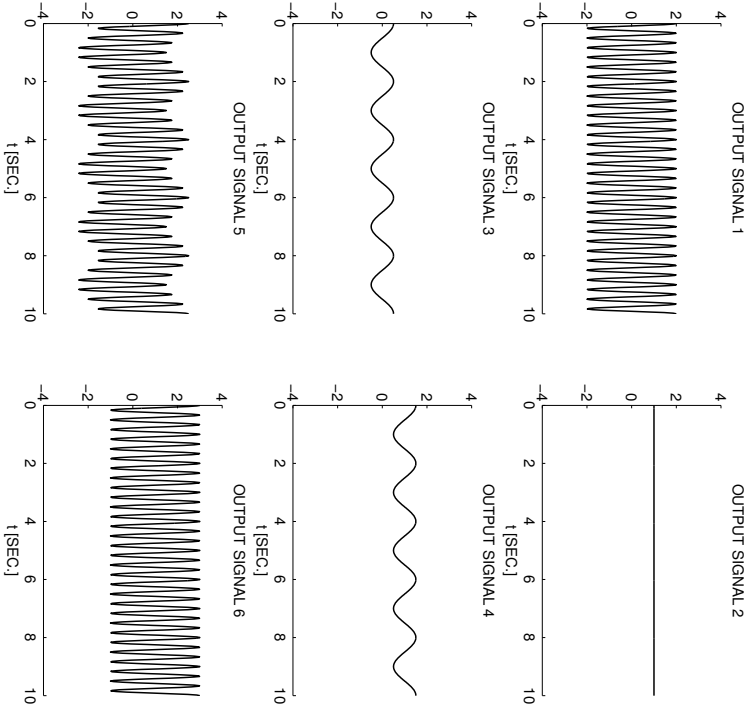 OUTPUT SIGNAL 1
4
2
0
−2
−4
0 2 4 6 8 10
t [SEC.]
OUTPUT SIGNAL 2
4
2
0
−2
−4
0 2 4 6 8 10
t [SEC.]
OUTPUT SIGNAL 3
4
2
0
−2
−4
0 2 4 6 8 10
t [SEC.]
OUTPUT SIGNAL 4
4
2
0
−2
−4
0 2 4 6 8 10
t [SEC.]
OUTPUT SIGNAL 5
4
2
0
−2
−4
0 2 4 6 8 10
t [SEC.]
OUTPUT SIGNAL 6
4
2
0
−2
−4
0 2 4 6 8 10
t [SEC.]